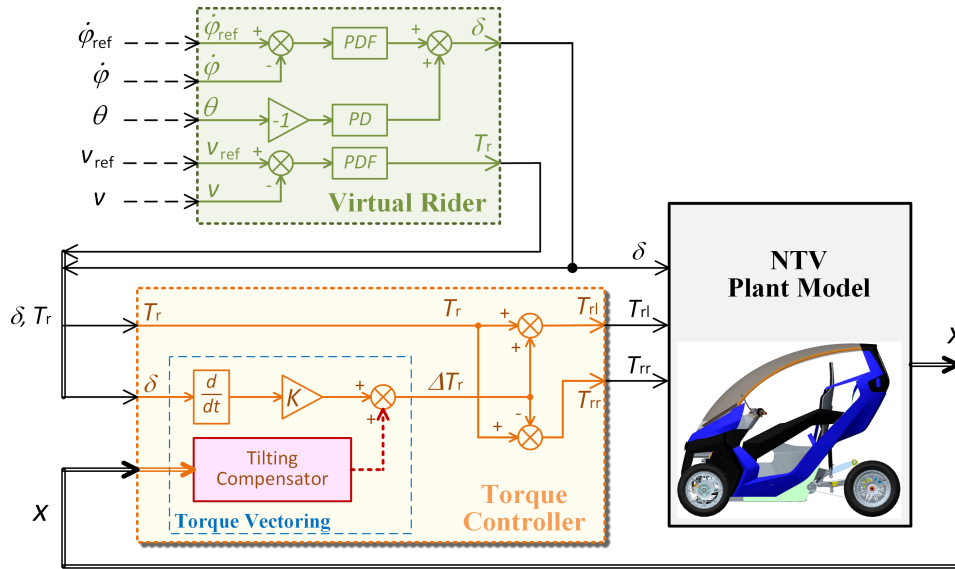 φ̇ref φ̇ref + PDF + δ
-
φ̇ φ̇ +
θ θ -1 PD
vref vref + PDF Tr
-
v v
Virtual Rider
δ
NTV
Plant Model
δ, Tr Tr Tr + Trl Trl
+
δ d/dt K + ΔTr - Trr Trr
+ +
Tilting
Compensator
Torque Vectoring
Torque
Controller
X
X